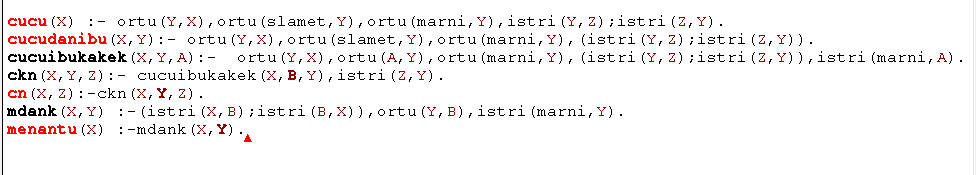 cucu(X) :- ortu(Y,X),ortu(slamet,Y),ortu(marni,Y),istri(Y,Z);istri(Z,Y).
cucudanibu(X,Y):- ortu(Y,X),ortu(slamet,Y),ortu(marni,Y),(istri(Y,Z);istri(Z,Y)).
cucuibukakek(X,Y,A):-  ortu(Y,X),ortu(A,Y),ortu(marni,Y),(istri(Y,Z);istri(Z,Y)),istri(marni,A).
ckn(X,Y,Z):- cucuibukakek(X,B,Y),istri(Z,Y).
cn(X,Z):-ckn(X,Y,Z).
mdank(X,Y) :-(istri(X,B);istri(B,X)),ortu(Y,B),istri(marni,Y).
menantu(X) :-mdank(X,Y).